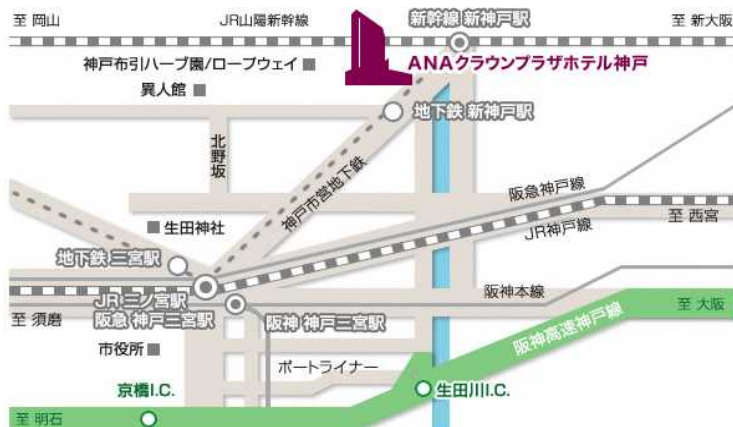 至 岡山
JR山陽新幹線
新幹線 新神戸駅
至 新大阪
神戸布引ハーブ園/ロープウェイ
ANAクラウンプラザホテル神戸
異人館
地下鉄 新神戸駅
北野坂
神戸市営地下鉄
阪急神戸線
生田神社
JR神戸線
至 西宮
地下鉄 三宮駅
JR 三ノ宮駅
阪急 神戸三宮駅
阪神 神戸三宮駅
阪神本線
至 須磨
至 大阪
阪神高速神戸線
市役所
ポートライナー
京橋I.C.
生田川I.C.
至 明石